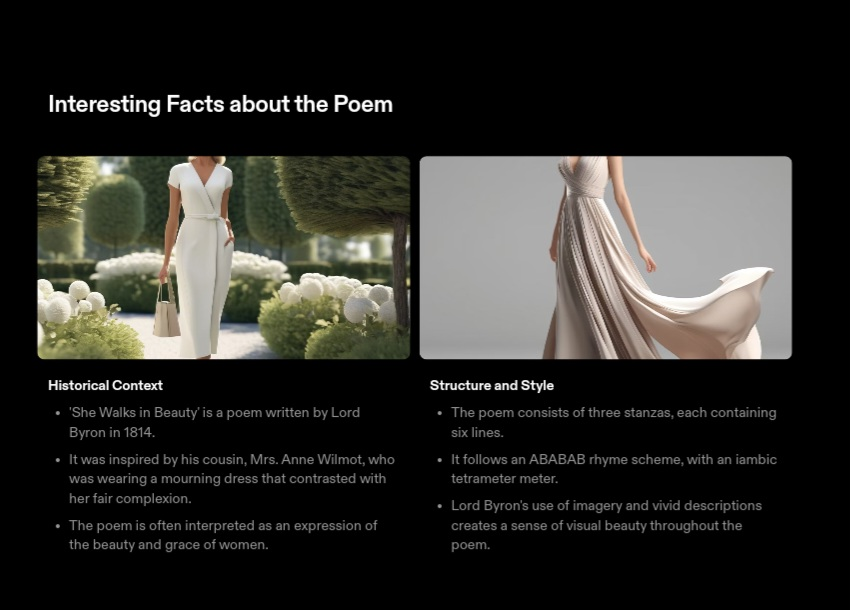 Interesting Facts about the Poem
Historical Context
• 'She Walks in Beauty' is a poem written by Lord
Byron in 1814.
• It was inspired by his cousin, Mrs. Anne Wilmot, who
was wearing a mourning dress that contrasted with
her fair complexion.
• The poem is often interpreted as an expression of
the beauty and grace of women.
Structure and Style
• The poem consists of three stanzas, each containing
six lines.
• It follows an ABABAB rhyme scheme, with an iambic
tetrameter meter.
• Lord Byron's use of imagery and vivid descriptions
creates a sense of visual beauty throughout the
poem.